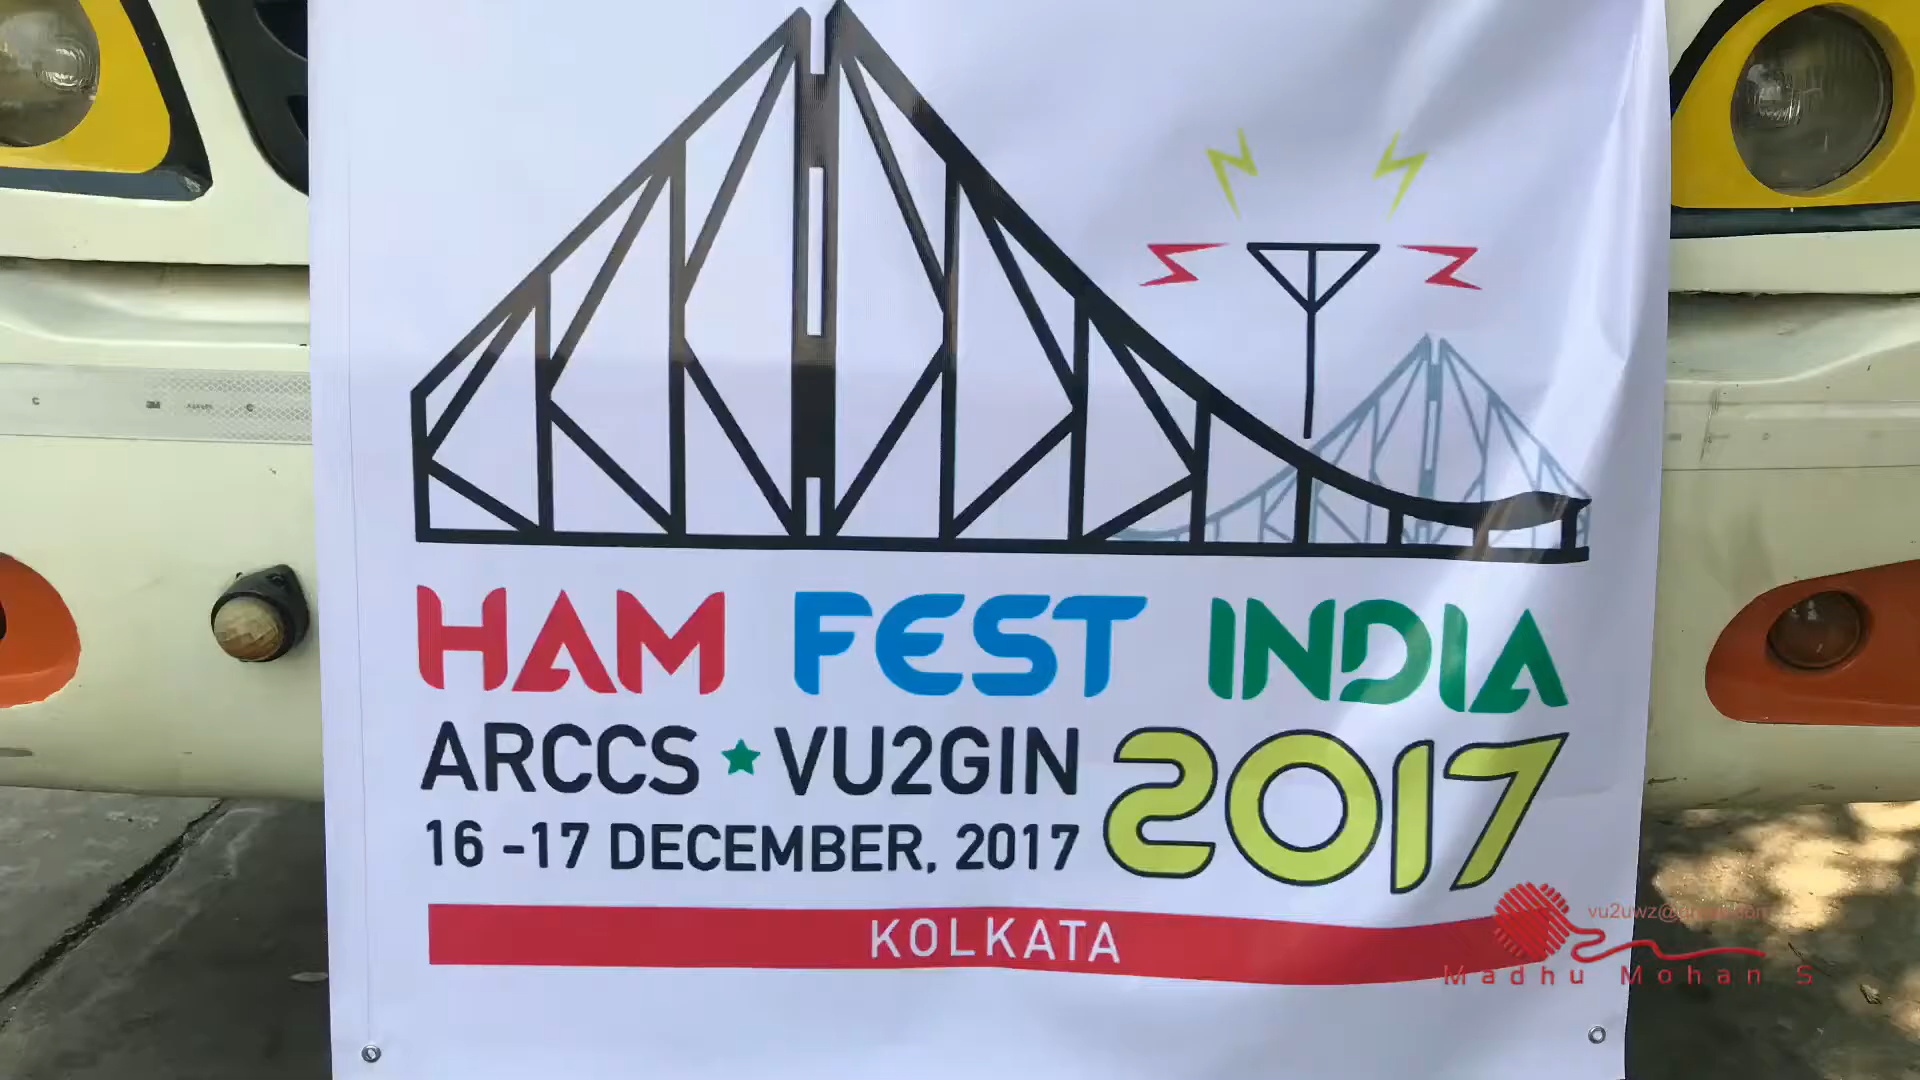 HAM FEST INDIA
ARCCS ★ VU2GIN 2017
16 -17 DECEMBER, 2017
KOLKATA
Madhu Mohan S